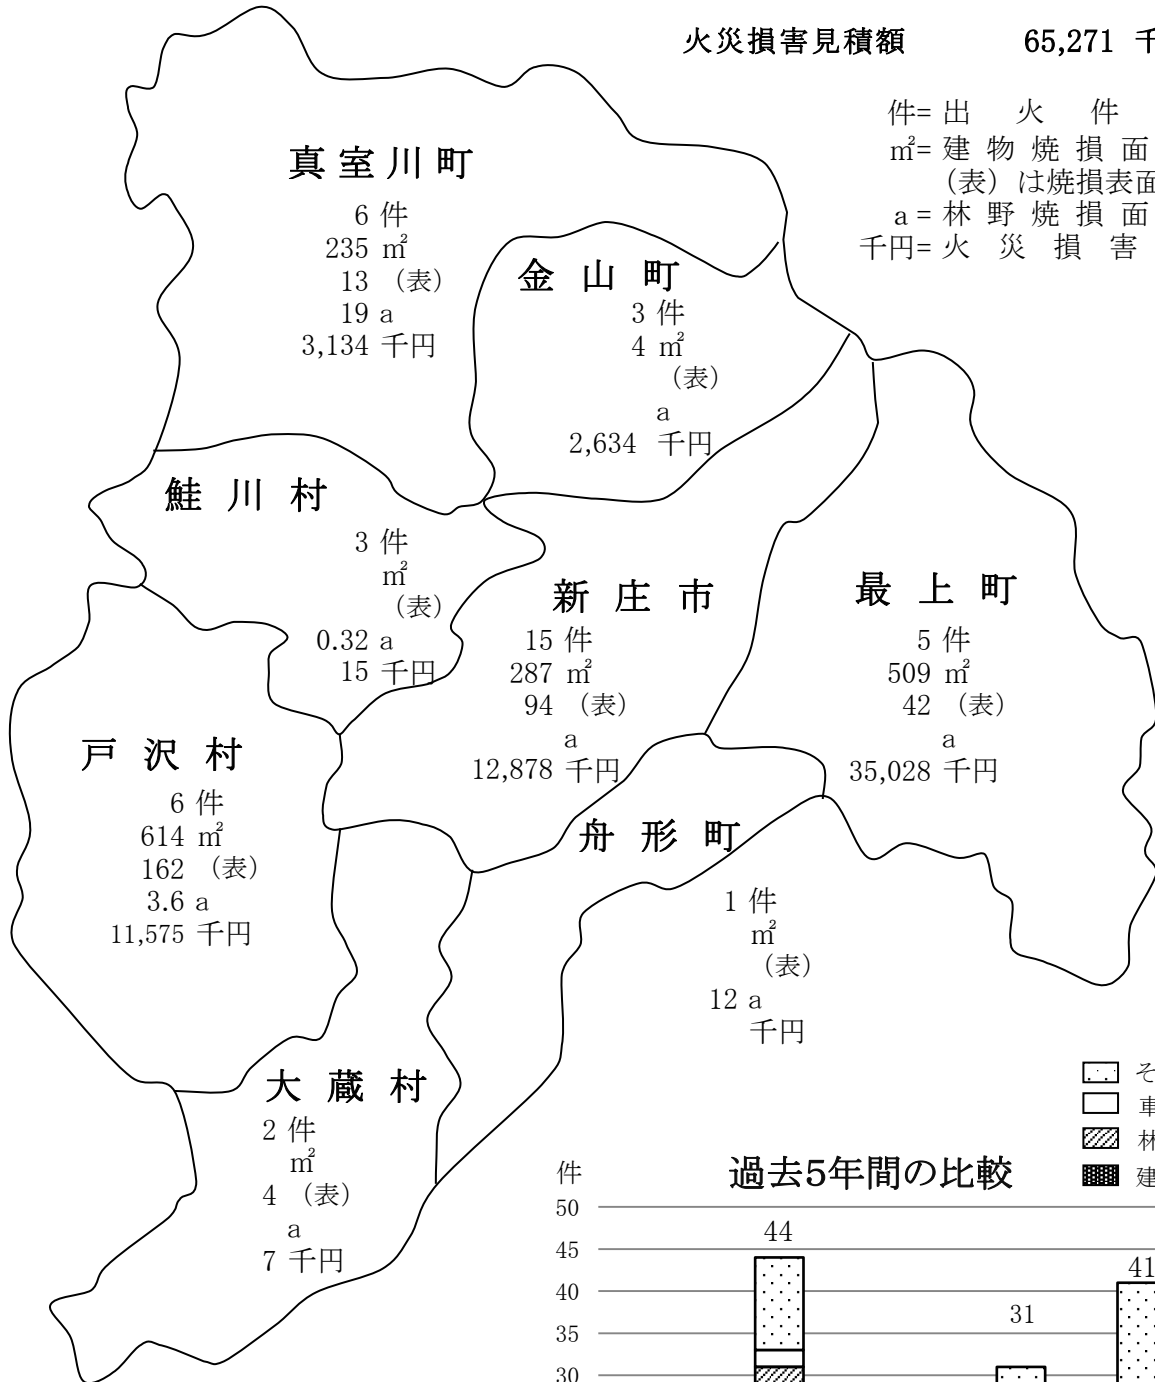 火災損害見積額 65,271 千
件= 出 火 件
㎡= 建 物 焼 損 面
(表) は焼損表面
a = 林 野 焼 損 面
千円= 火 災 損 害
真室川町
6 件
235 ㎡
13 (表)
19 a
3,134 千円
金山町
3 件
4 ㎡
(表)
a
2,634 千円
鮭川村
3 件
㎡
(表)
0.32 a
15 千円
新庄市
15 件
287 ㎡
94 (表)
a
12,878 千円
最上町
5 件
509 ㎡
42 (表)
a
35,028 千円
戸沢村
6 件
614 ㎡
162 (表)
3.6 a
11,575 千円
舟形町
1 件
㎡
(表)
12 a
千円
大蔵村
2 件
㎡
4 (表)
a
7 千円
そ
車
林
建
過去5年間の比較
件
50
45
40
35
30
44
31
41